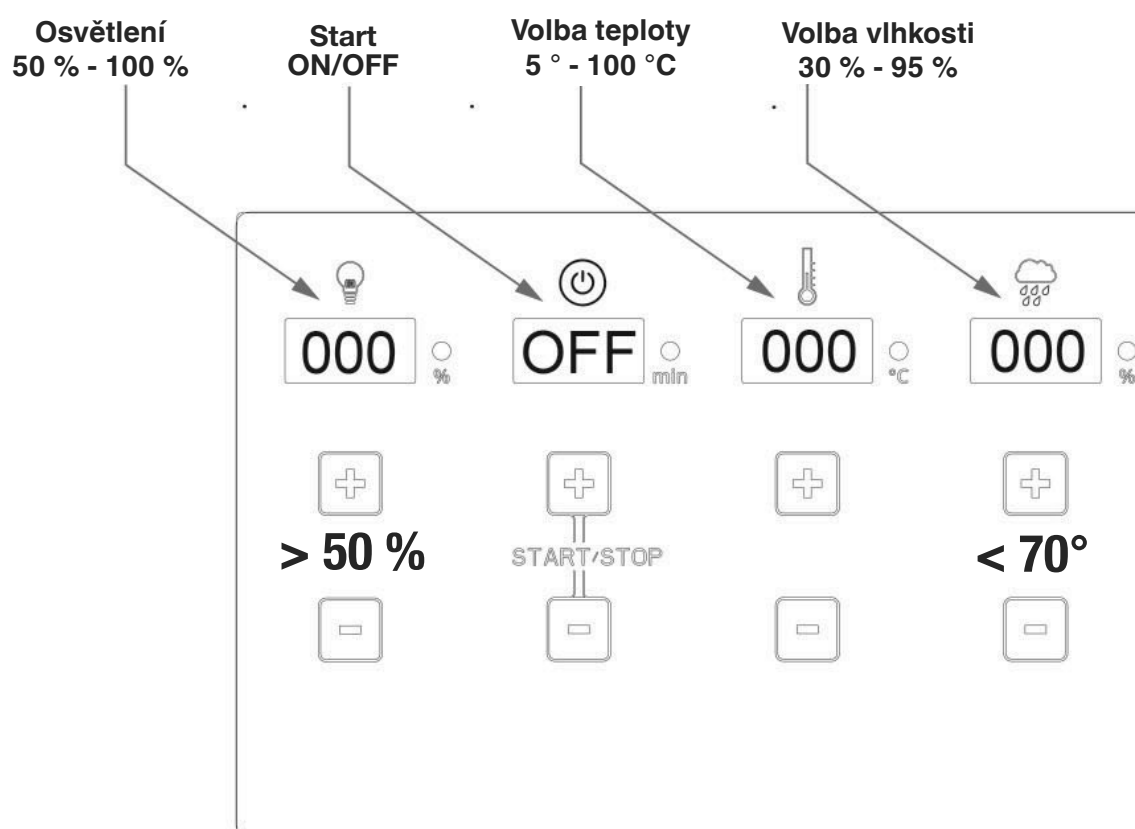 Osvětlení
50 % - 100 %
Start
ON/OFF
Volba teploty
5 ° - 100 °C
Volba vlhkosti
30 % - 95 %
000
%
OFF
min
000
°C
000
%
> 50 %
START/STOP
< 70°